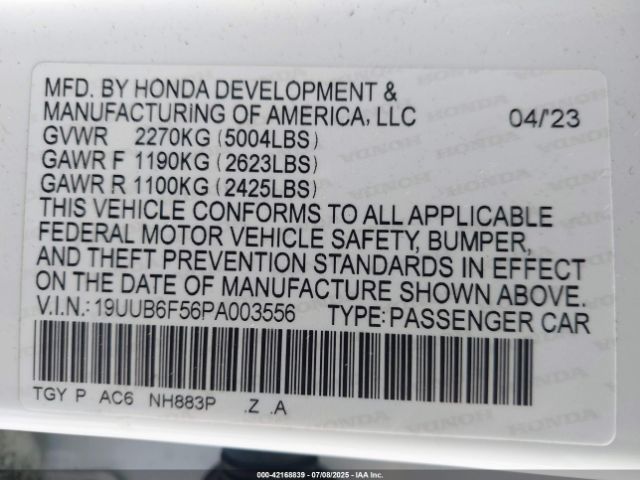 MFD. BY HONDA DEVELOPMENT &
MANUFACTURING OF AMERICA, LLC 04/'23
GVWR 2270KG (5004LBS)
GAWR F 1190KG (2623LBS)
GAWR R 1100KG (2425LBS)
THIS VEHICLE CONFORMS TO ALL APPLICABLE
FEDERAL MOTOR VEHICLE SAFETY, BUMPER,
AND THEFT PREVENTION STANDARDS IN EFFECT
ON THE DATE OF MANUFACTURE SHOWN ABOVE.
V.I.N.: 19UUB6F56PA003556 TYPE: PASSENGER CAR
TGY P AC6 NH883P .Z .A
000-42168839 - 07/08/2025 - IAA Inc.